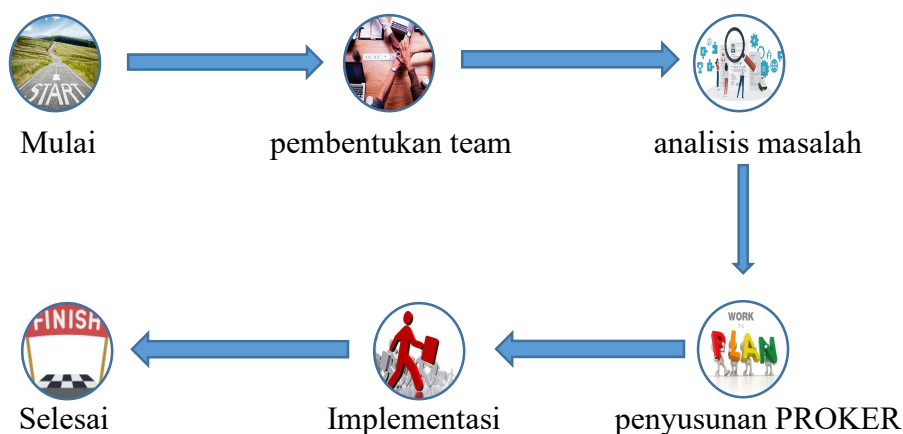 START
Mulai
pembentukan team
analisis masalah
FINISH
Selesai
Implementasi
WORK
PLAN
penyusunan PROKER